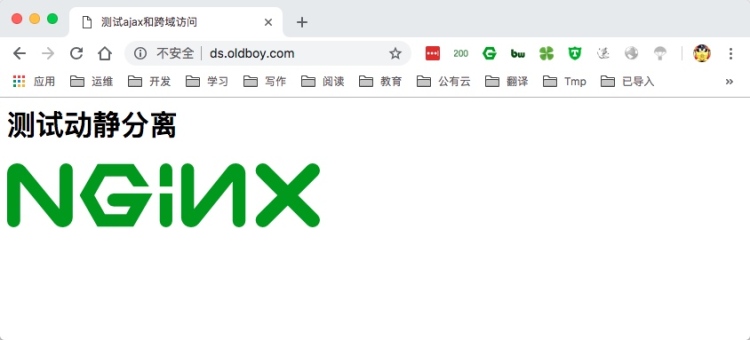 测试ajax和跨域访问
不安全 ds.oldboy.com 200 bw
应用 运维 开发 学习 写作 阅读 教育 公有云 翻译 Tmp 已导入 »
测试动静分离
NGINX